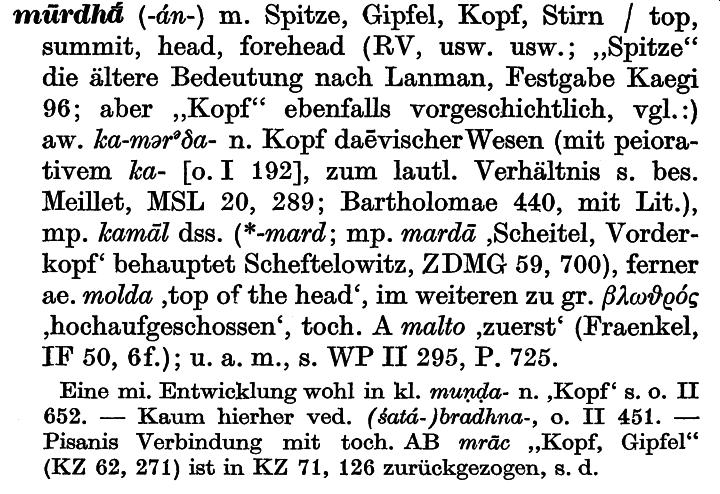 mūrdhā́ (-án-) m. Spitze, Gipfel, Kopf, Stirn / top,
summit, head, forehead (RV, usw. usw.; „Spitze“
die ältere Bedeutung nach Lanman, Festgabe Kaegi
96; aber „Kopf“ ebenfalls vorgeschichtlich, vgl.:)
aw. ka-mərᵊδa- n. Kopf daēvischer Wesen (mit peiora-
tivem ka- [o. I 192], zum lautl. Verhältnis s. bes.
Meillet, MSL 20, 289; Bartholomae 440, mit Lit.),
mp. kamāl dss. (*-mard; mp. mardā ‚Scheitel, Vorder-
kopf‘ behauptet Scheftelowitz, ZDMG 59, 700), ferner
ae. molda ‚top of the head‘, im weiteren zu gr. βλωϑρός
‚hochaufgeschossen‘, toch. A malto ‚zuerst‘ (Fraenkel,
IF 50, 6f.); u. a. m., s. WP II 295, P. 725.
Eine mi. Entwicklung wohl in kl. muṇḍa- n. ‚Kopf‘ s. o. II
652. — Kaum hierher ved. (śatá-)bradhna-, o. II 451. —
Pisanis Verbindung mit toch. AB mrāc „Kopf, Gipfel“
(KZ 62, 271) ist in KZ 71, 126 zurückgezogen, s. d.